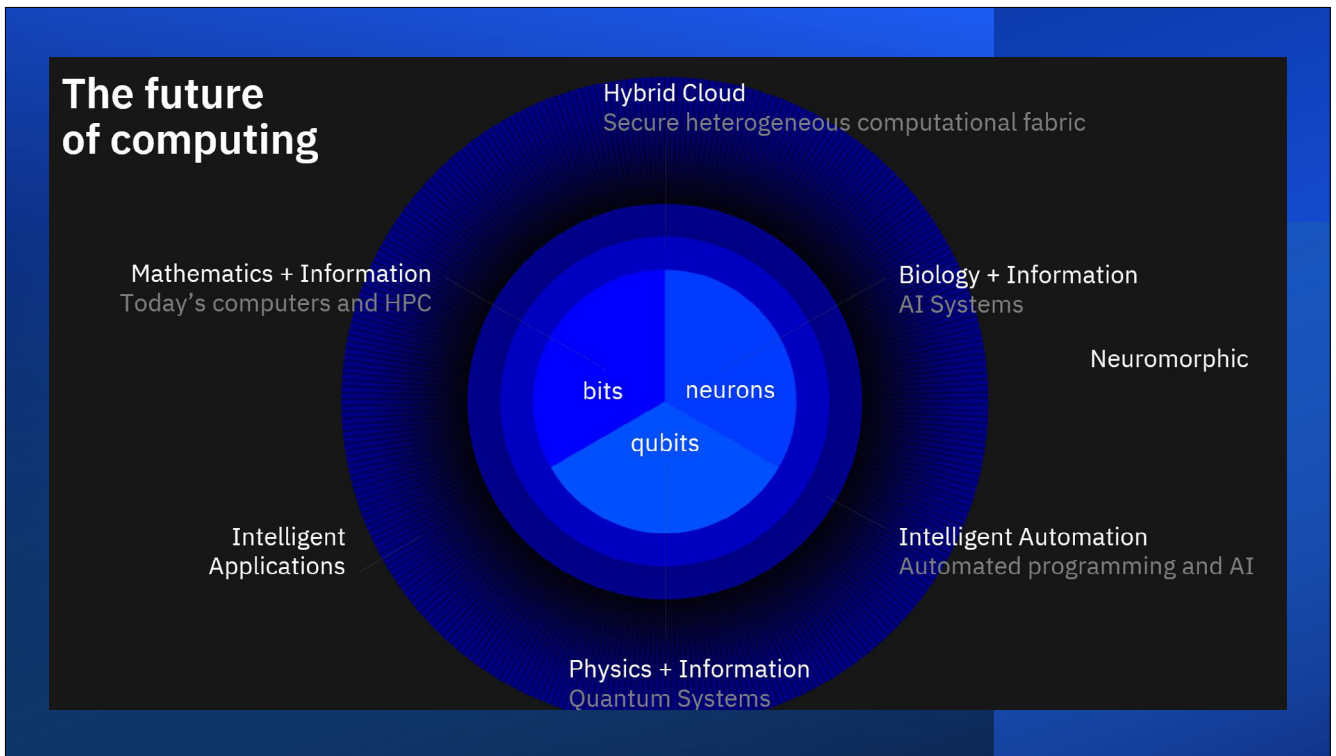 The future
of computing
Hybrid Cloud
Secure heterogeneous computational fabric
Mathematics + Information
Today’s computers and HPC
Biology + Information
AI Systems
Neuromorphic
bits
neurons
qubits
Intelligent
Applications
Intelligent Automation
Automated programming and AI
Physics + Information
Quantum Systems